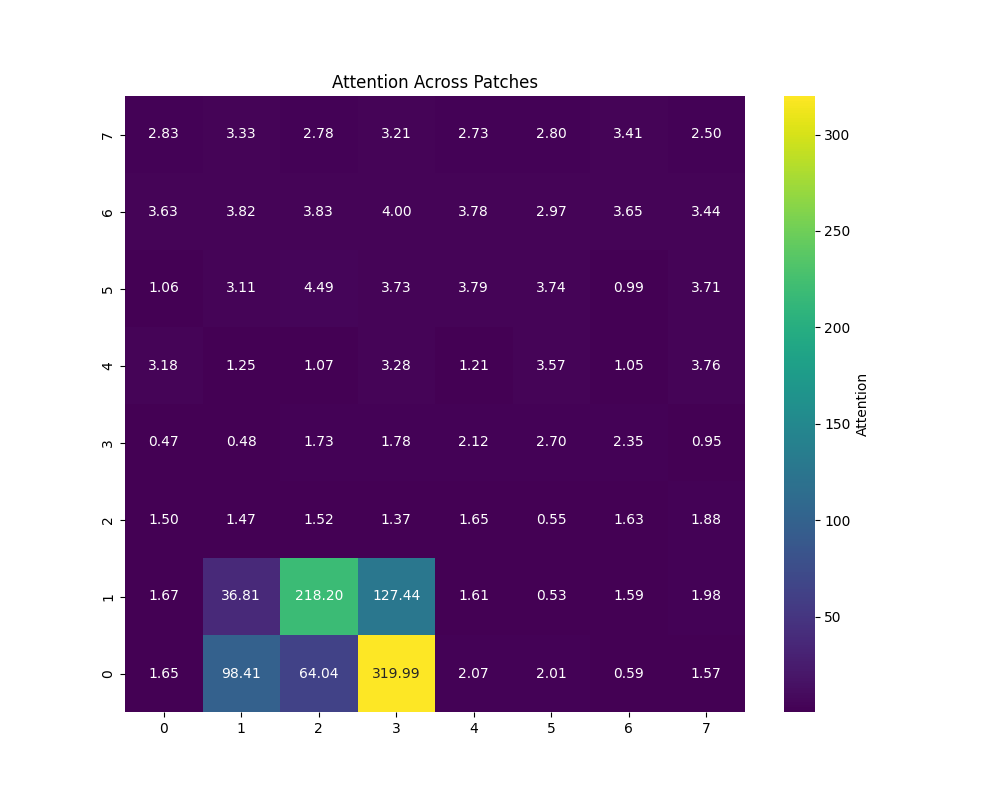 Attention Across Patches
7 2.83 3.33 2.78 3.21 2.73 2.80 3.41 2.50
6 3.63 3.82 3.83 4.00 3.78 2.97 3.65 3.44
5 1.06 3.11 4.49 3.73 3.79 3.74 0.99 3.71
4 3.18 1.25 1.07 3.28 1.21 3.57 1.05 3.76
3 0.47 0.48 1.73 1.78 2.12 2.70 2.35 0.95
2 1.50 1.47 1.52 1.37 1.65 0.55 1.63 1.88
1 1.67 36.81 218.20 127.44 1.61 0.53 1.59 1.98
0 1.65 98.41 64.04 319.99 2.07 2.01 0.59 1.57
0 1 2 3 4 5 6 7
300
250
200
150
100
50
Attention